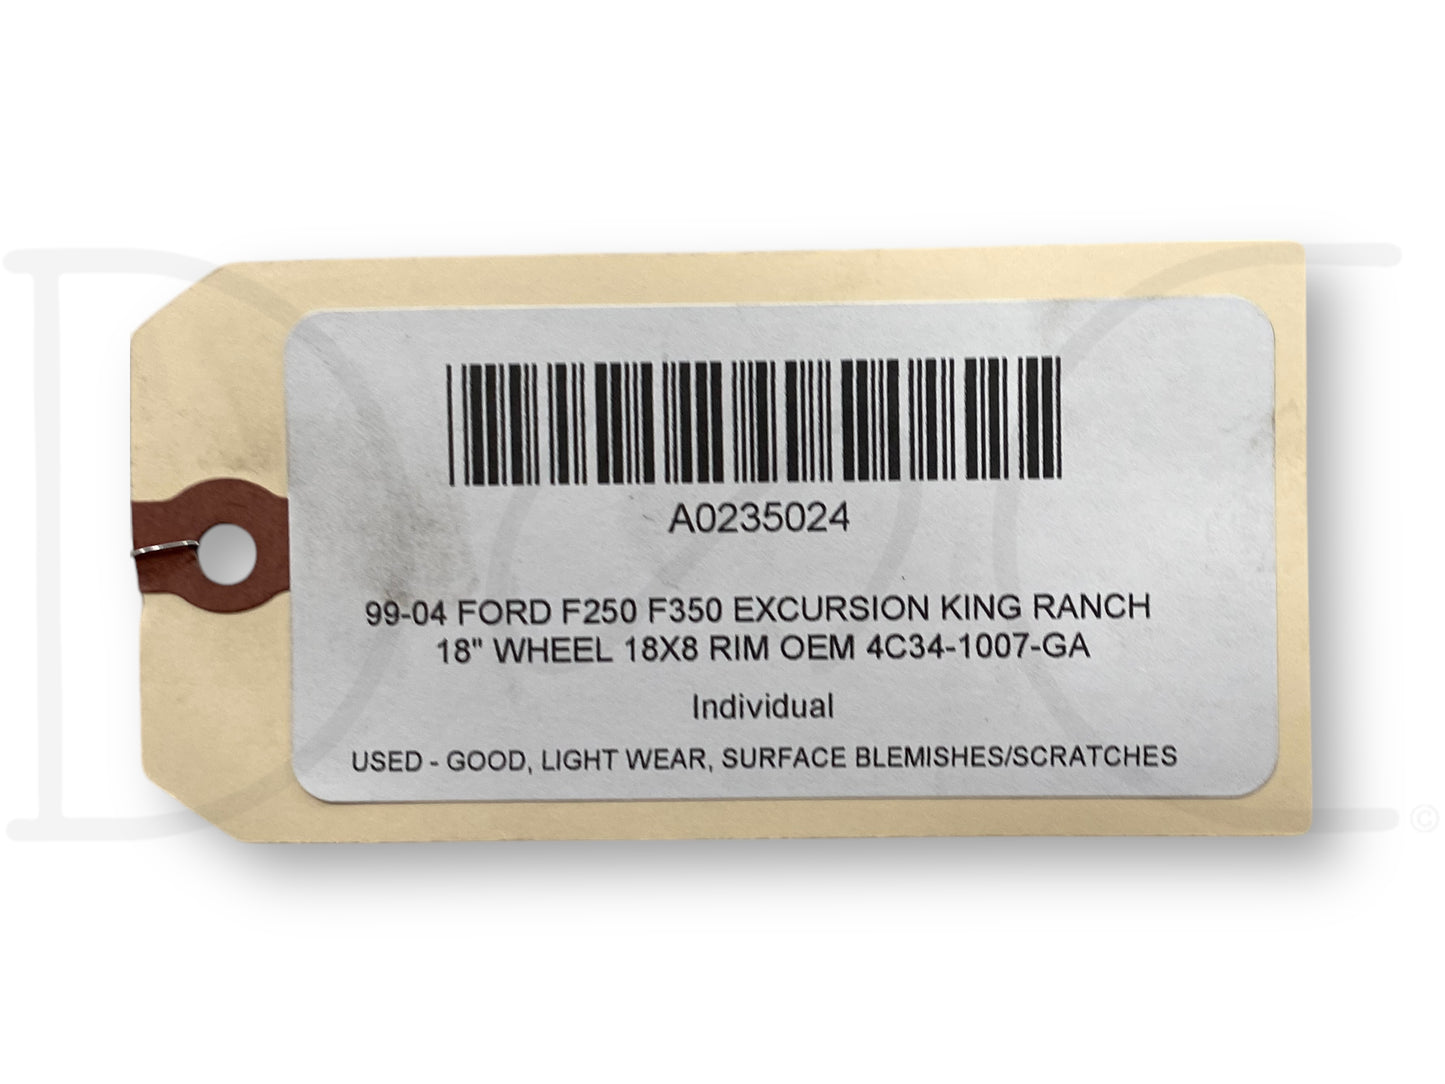 A0235024
99-04 FORD F250 F350 EXCURSION KING RANCH
18" WHEEL 18X8 RIM OEM 4C34-1007-GA
Individual
USED - GOOD, LIGHT WEAR, SURFACE BLEMISHES/SCRATCHES